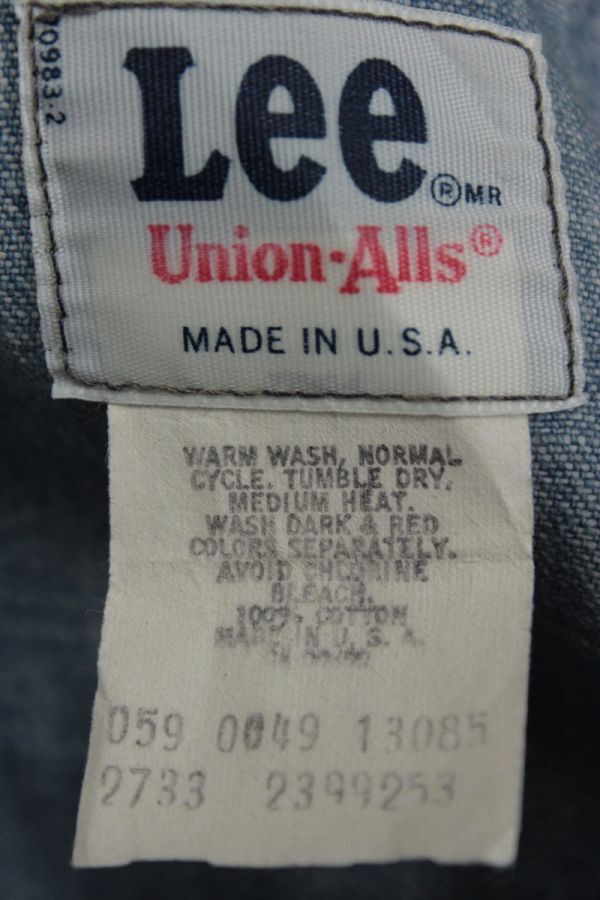 70983-2
Lee ® MR
Union-Alls®
MADE IN U.S.A.
WARM WASH, NORMAL
CYCLE. TUMBLE DRY.
MEDIUM HEAT.
WASH DARK & RED
COLORS SEPARATELY.
AVOID CHLORINE
BLEACH.
100% COTTON
MADE IN U.S.A.
059 0049 13085
2733 2399253